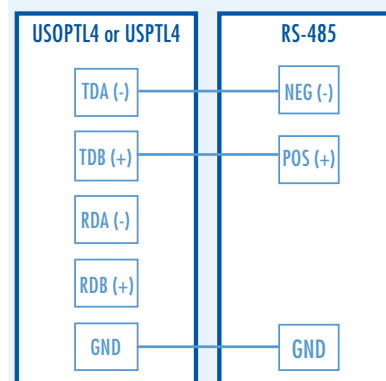 USOPTL4 or USPTL4
RS-485
TDA (-)
NEG (-)
TDB (+)
POS (+)
RDA (-)
RDB (+)
GND
GND